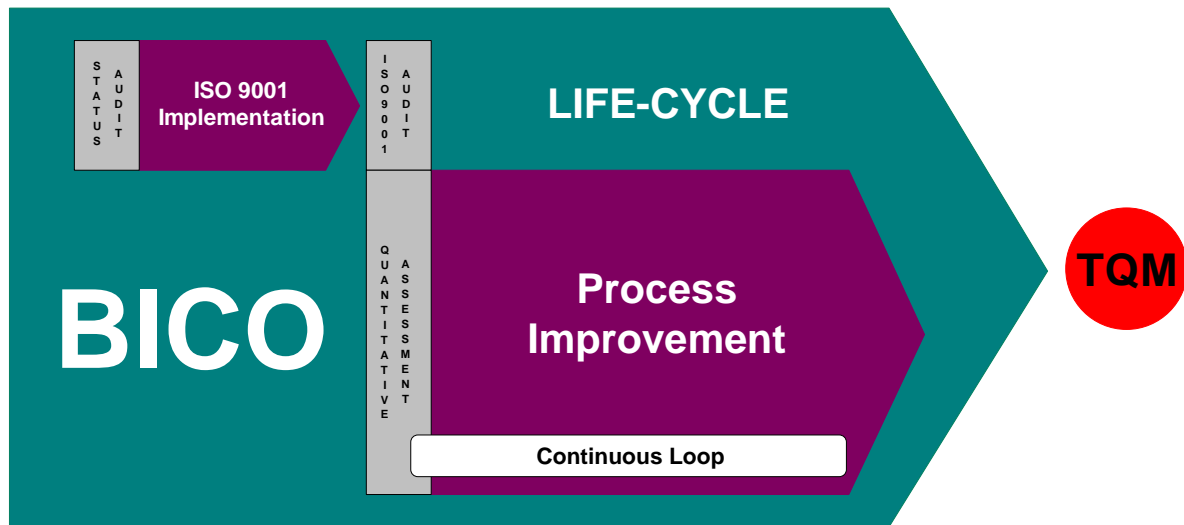 STATUS
AUDIT
ISO 9001
Implementation
ISO9001
AUDIT
LIFE-CYCLE
BICO
QUANTITATIVE
ASSESSMENT
Process
Improvement
Continuous Loop
TQM